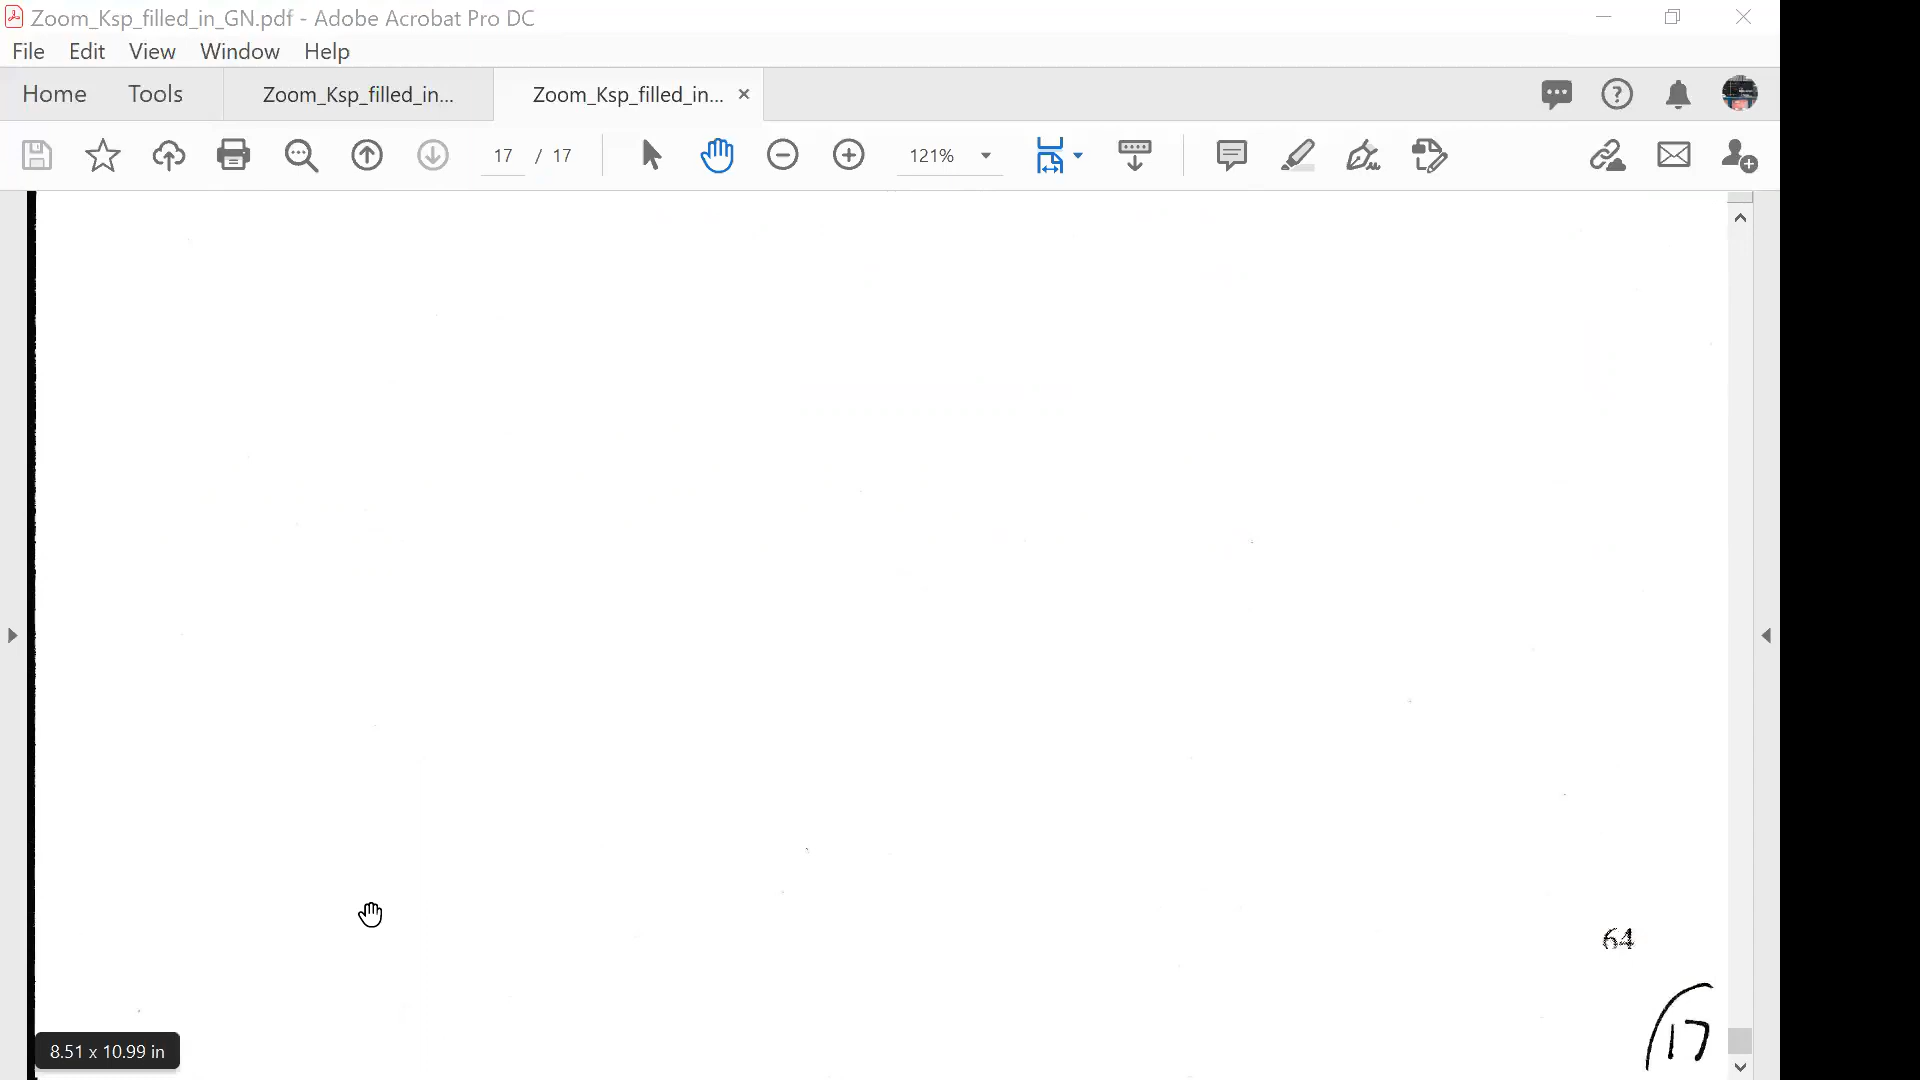 Zoom_Ksp_filled_in_GN.pdf - Adobe Acrobat Pro DC
File Edit View Window Help
Home Tools Zoom_Ksp_filled_in... Zoom_Ksp_filled_in...
17 / 17 121%
64
17
8.51 x 10.99 in